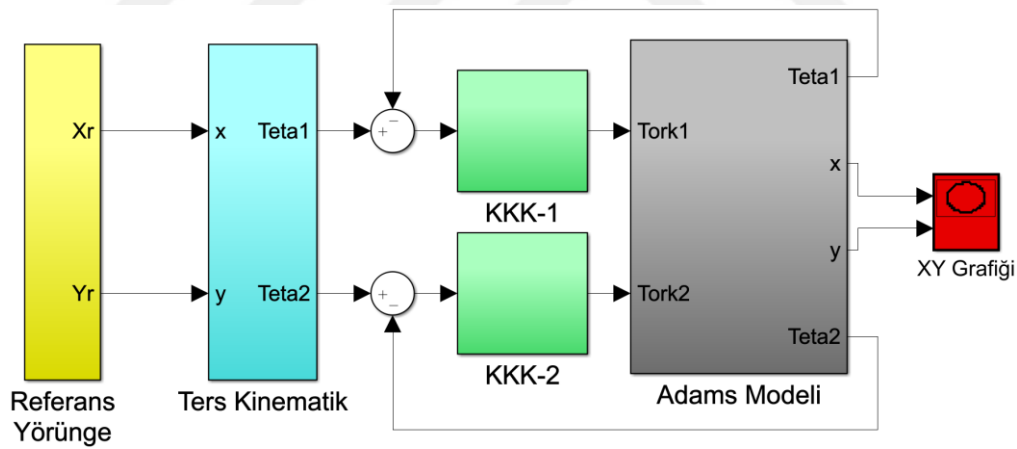 Xr
Yr
Referans
Yörünge
x
Teta1
y
Teta2
Ters Kinematik
+
−
+
−
KKK-1
KKK-2
Teta1
Tork1
x
y
Tork2
Teta2
Adams Modeli
XY Grafiği